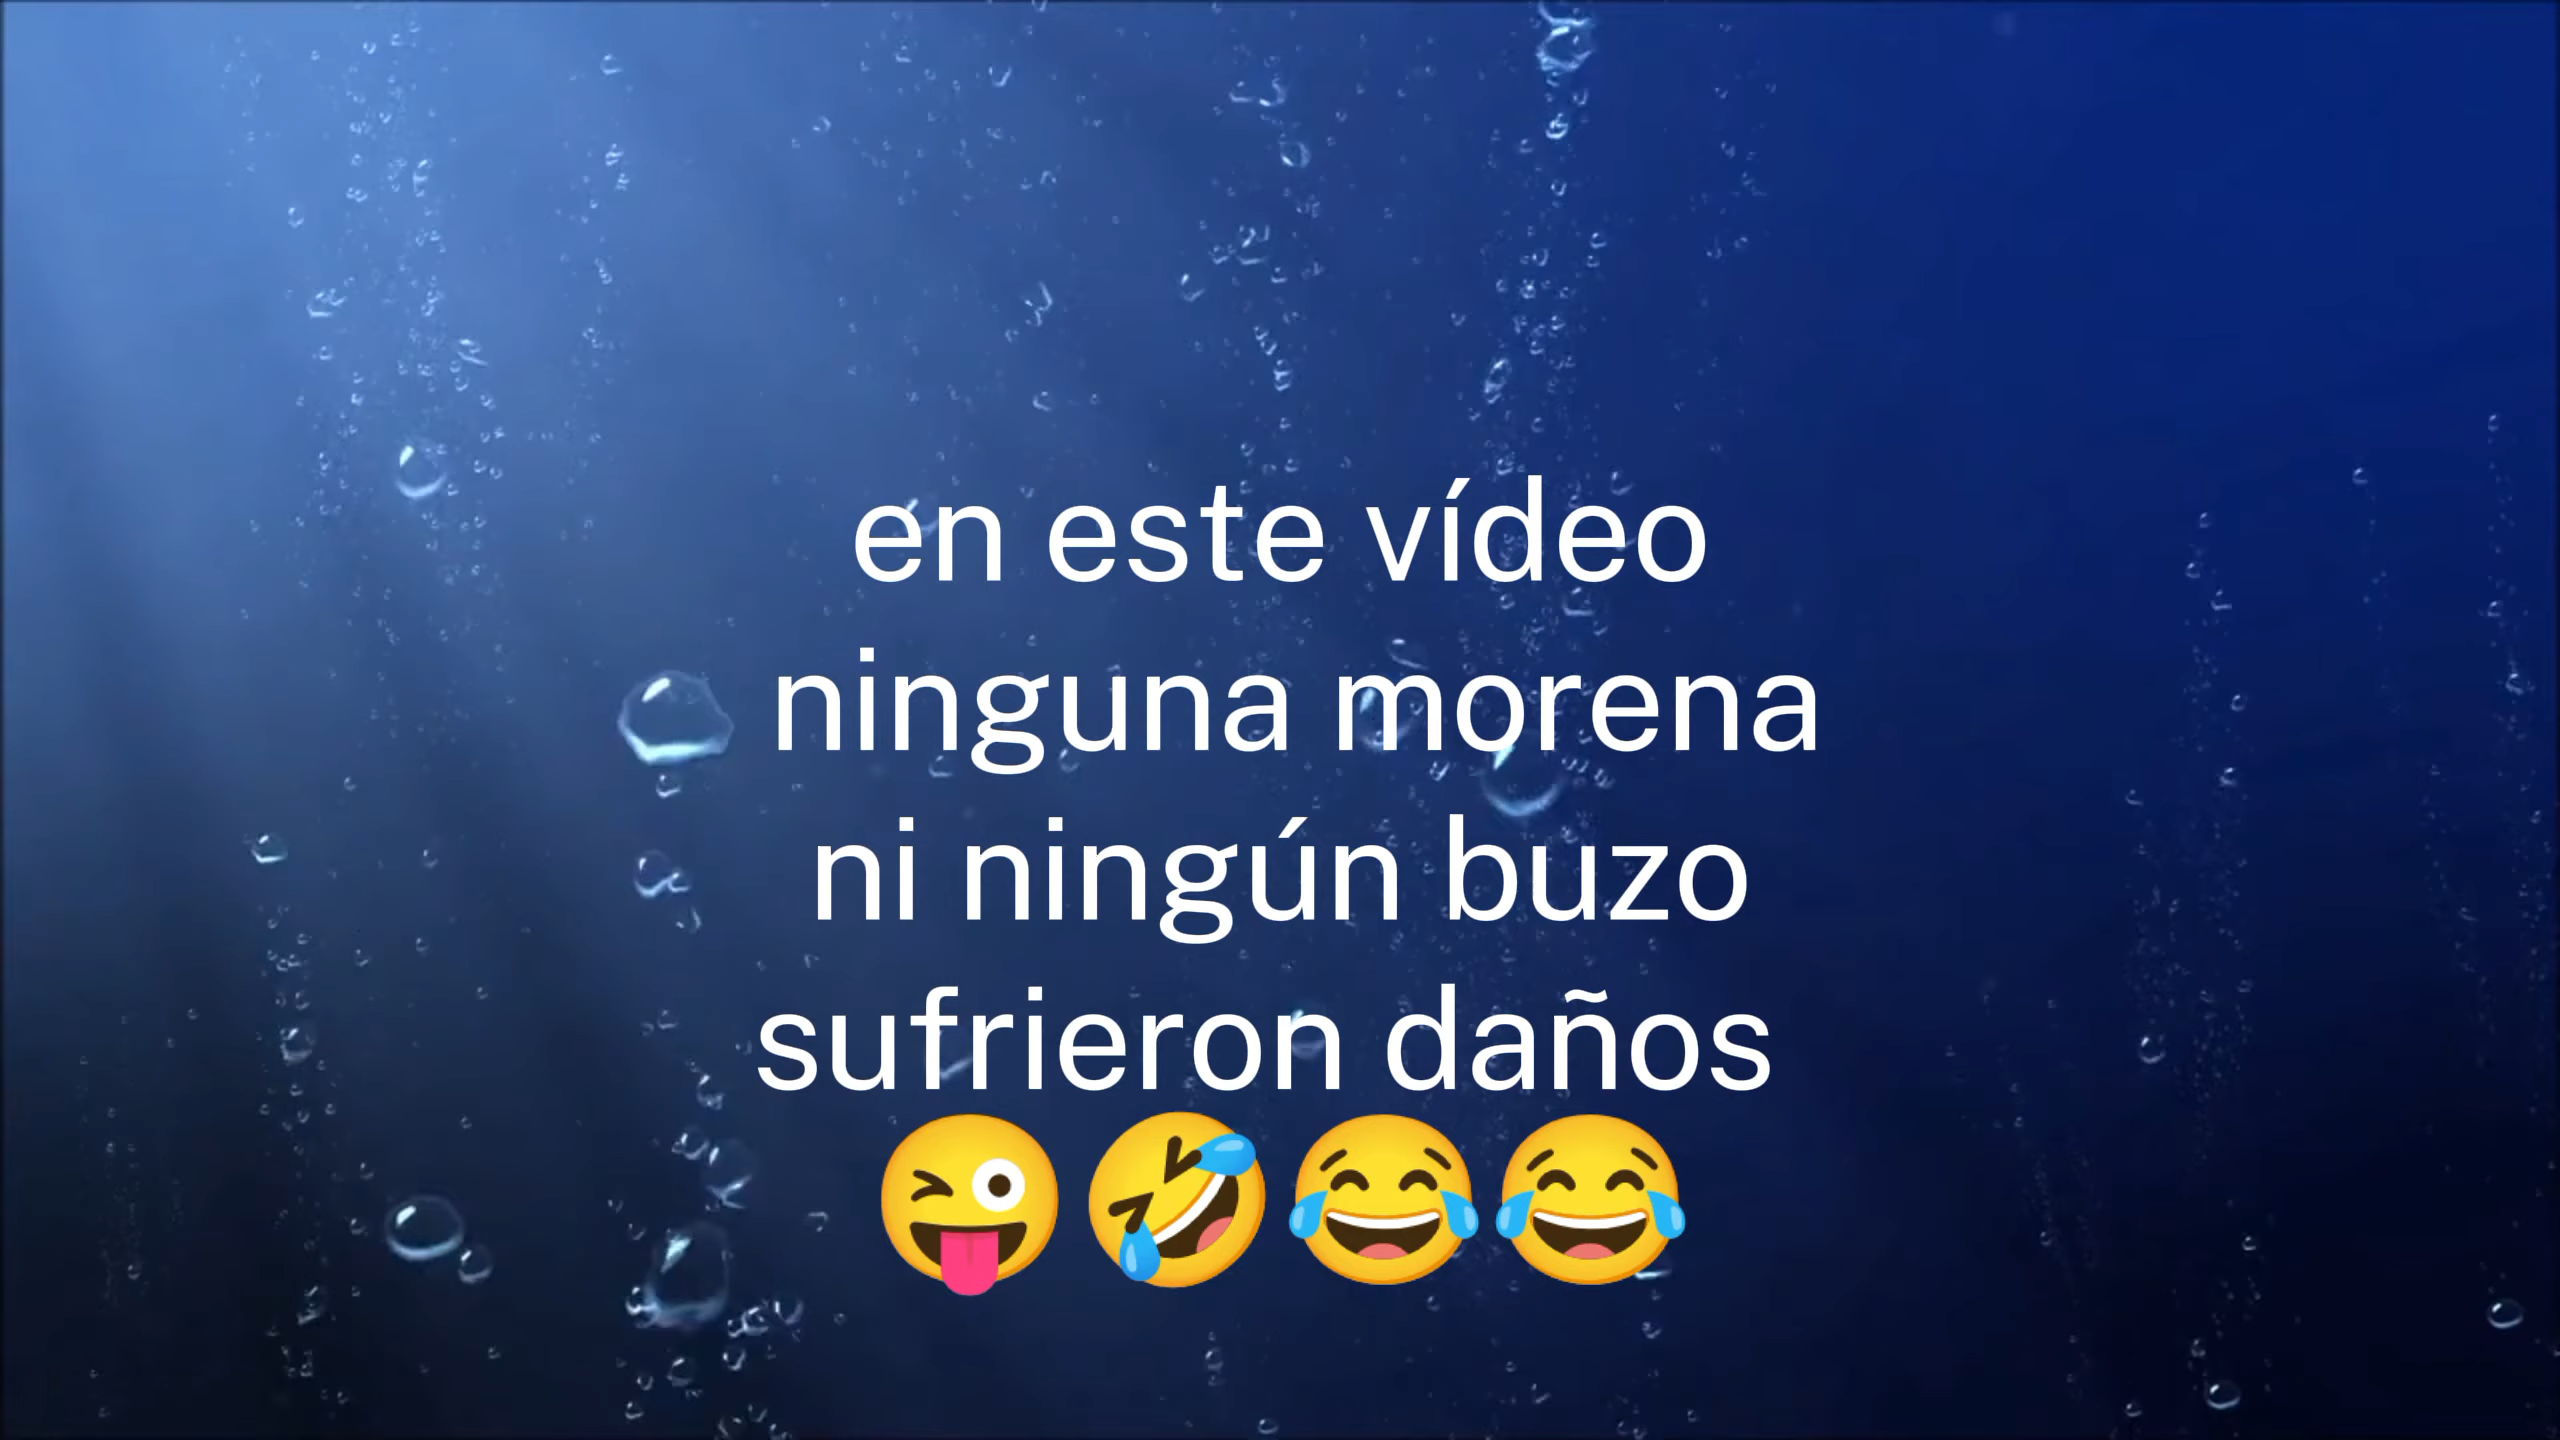 en este vídeo
ninguna morena
ni ningún buzo
sufrieron daños
😜🤣😂😂